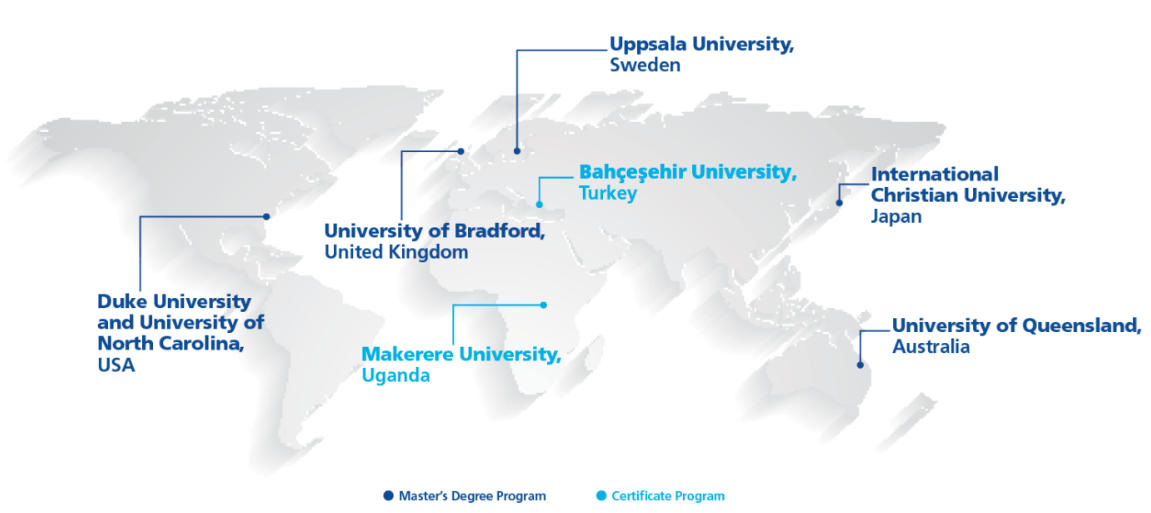 Uppsala University,
Sweden
Bahçeşehir University,
Turkey
International
Christian University,
Japan
University of Bradford,
United Kingdom
Duke University
and University of
North Carolina,
USA
Makerere University,
Uganda
University of Queensland,
Australia
Master's Degree Program
Certificate Program